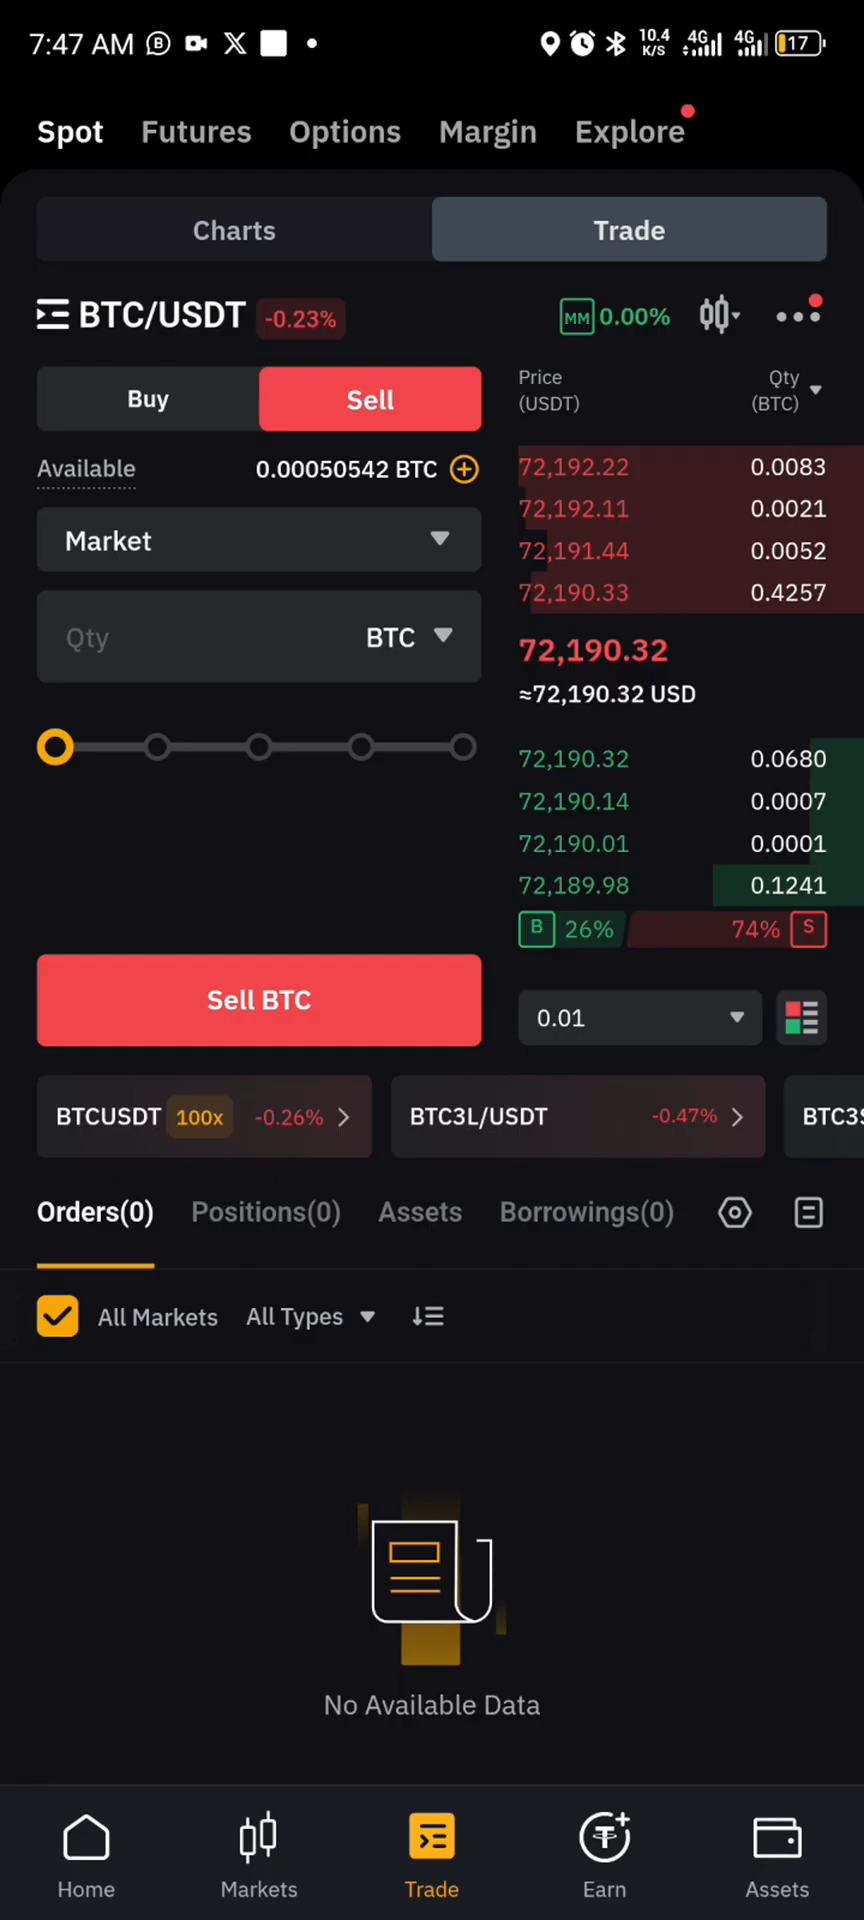 7:47 AM
10.4 K/S 4G 4G 17
Spot Futures Options Margin Explore
Charts Trade
BTC/USDT -0.23% MM 0.00%
Buy Sell
Price (USDT) Qty (BTC)
Available 0.00050542 BTC
Market
Qty BTC
72,192.22 0.0083
72,192.11 0.0021
72,191.44 0.0052
72,190.33 0.4257
72,190.32
≈72,190.32 USD
72,190.32 0.0680
72,190.14 0.0007
72,190.01 0.0001
72,189.98 0.1241
B 26% 74% S
Sell BTC
0.01
BTCUSDT 100x -0.26% BTC3L/USDT -0.47% BTC3
Orders(0) Positions(0) Assets Borrowings(0)
All Markets All Types
No Available Data
Home Markets Trade Earn Assets